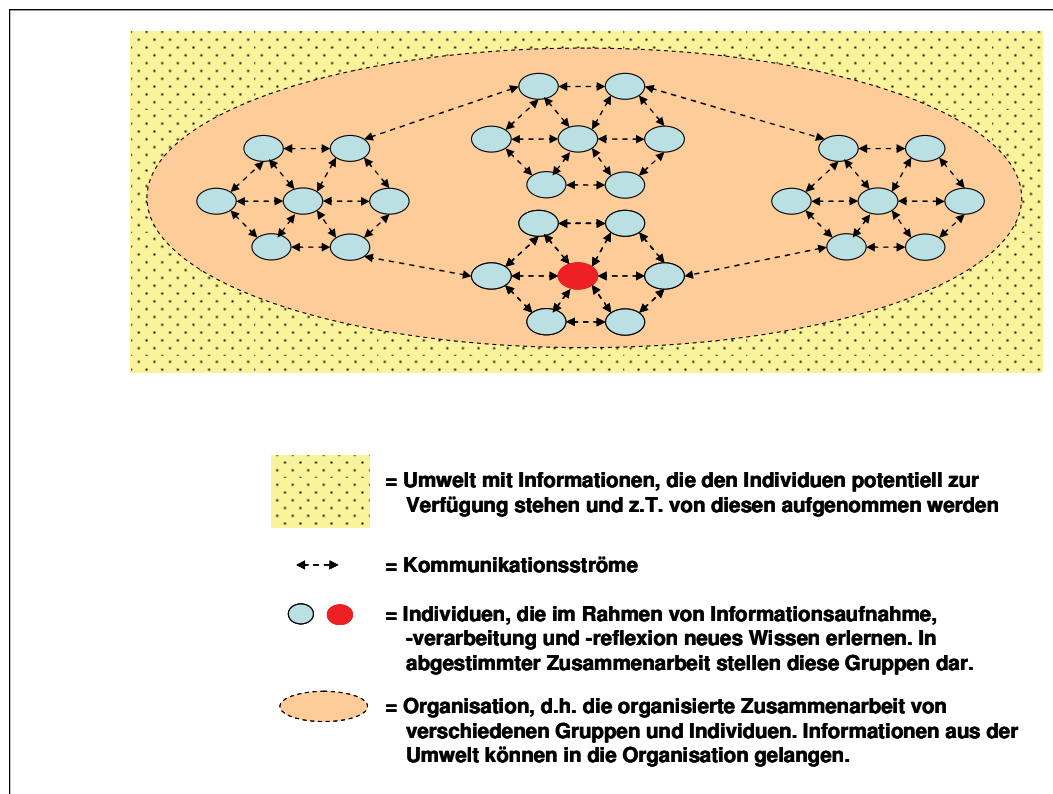 = Umwelt mit Informationen, die den Individuen potentiell zur
Verfügung stehen und z.T. von diesen aufgenommen werden
= Kommunikationsströme
= Individuen, die im Rahmen von Informationsaufnahme,
-verarbeitung und -reflexion neues Wissen erlernen. In
abgestimmter Zusammenarbeit stellen diese Gruppen dar.
= Organisation, d.h. die organisierte Zusammenarbeit von
verschiedenen Gruppen und Individuen. Informationen aus der
Umwelt können in die Organisation gelangen.